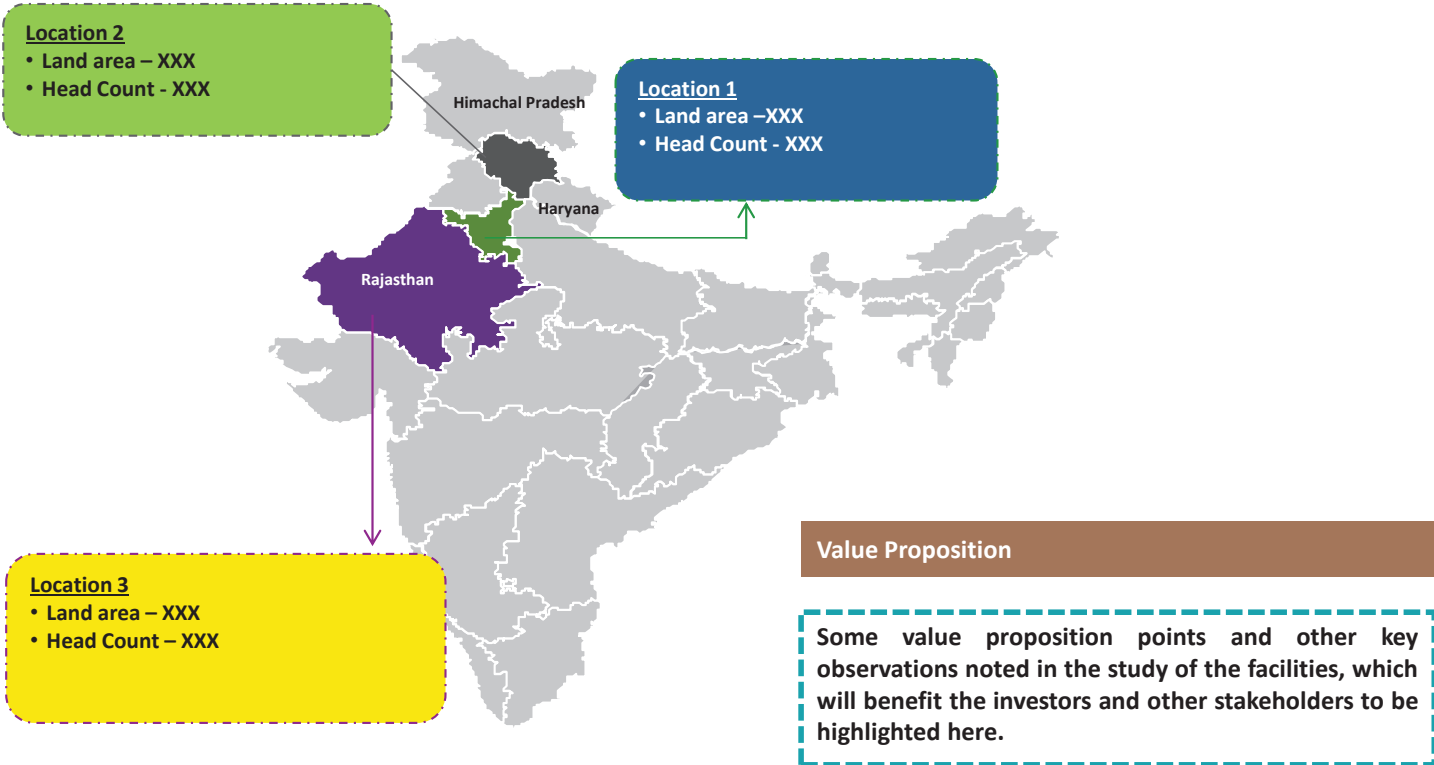 Location 2
• Land area – XXX
• Head Count - XXX
Himachal Pradesh
Location 1
• Land area –XXX
• Head Count - XXX
Haryana
Rajasthan
Location 3
• Land area – XXX
• Head Count – XXX
Value Proposition
Some value proposition points and other key
observations noted in the study of the facilities, which
will benefit the investors and other stakeholders to be
highlighted here.